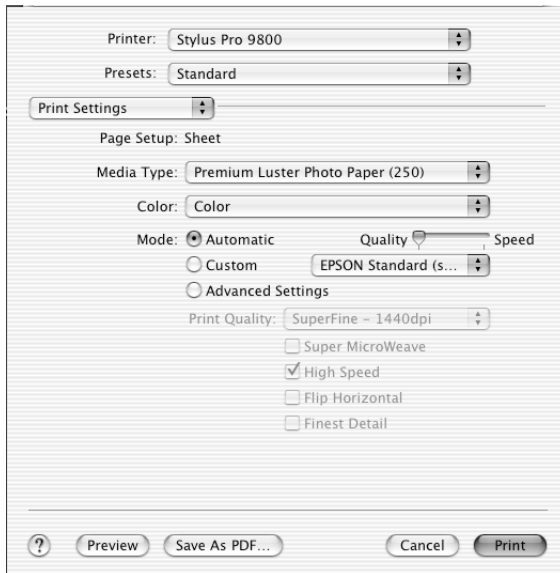 Printer: Stylus Pro 9800
Presets: Standard
Print Settings
Page Setup: Sheet
Media Type: Premium Luster Photo Paper (250)
Color: Color
Mode: Automatic Quality Speed
Custom EPSON Standard (s...
Advanced Settings
Print Quality: SuperFine - 1440dpi
Super MicroWeave
High Speed
Flip Horizontal
Finest Detail
? Preview Save As PDF... Cancel Print